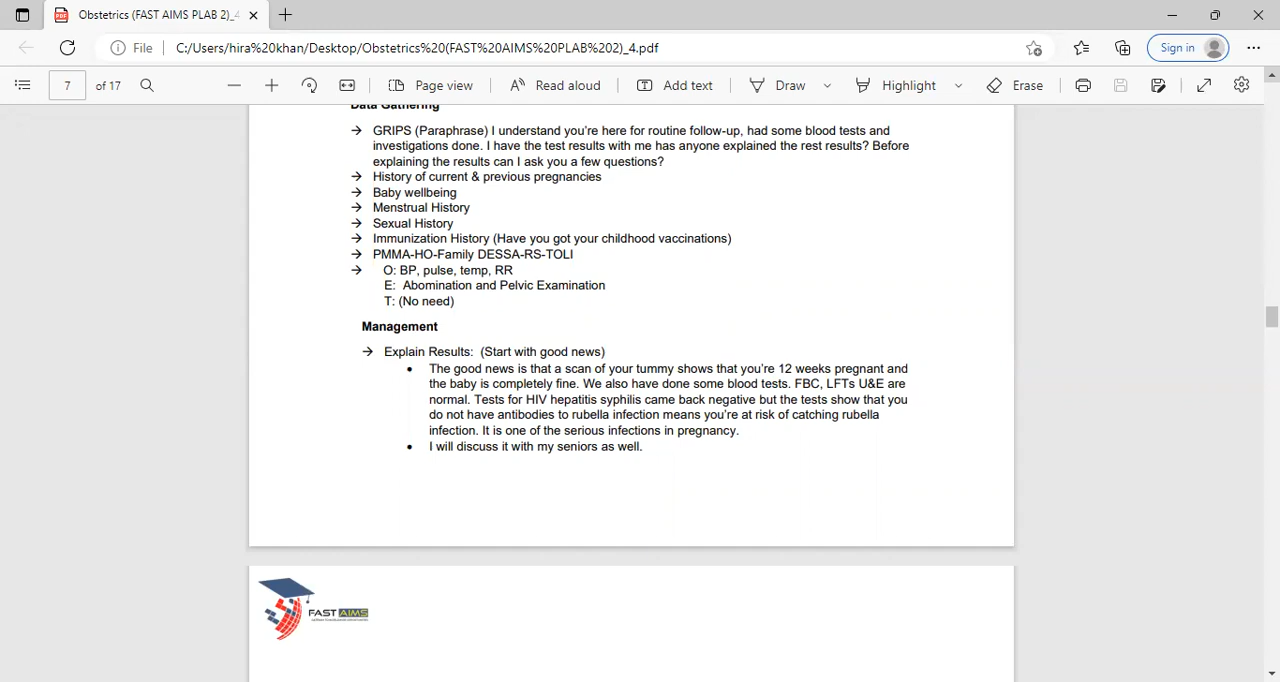 Obstetrics (FAST AIMS PLAB 2)_4
File C:/Users/hira%20khan/Desktop/Obstetrics%20(FAST%20AIMS%20PLAB%202)_4.pdf
Sign in
7 of 17 Page view Read aloud Add text Draw Highlight Erase
Data Gathering
→ GRIPS (Paraphrase) I understand you're here for routine follow-up, had some blood tests and
investigations done. I have the test results with me has anyone explained the rest results? Before
explaining the results can I ask you a few questions?
→ History of current & previous pregnancies
→ Baby wellbeing
→ Menstrual History
→ Sexual History
→ Immunization History (Have you got your childhood vaccinations)
→ PMMA-HO-Family DESSA-RS-TOLI
→ O: BP, pulse, temp, RR
E: Abomination and Pelvic Examination
T: (No need)
Management
→ Explain Results: (Start with good news)
• The good news is that a scan of your tummy shows that you're 12 weeks pregnant and
the baby is completely fine. We also have done some blood tests. FBC, LFTs U&E are
normal. Tests for HIV hepatitis syphilis came back negative but the tests show that you
do not have antibodies to rubella infection means you're at risk of catching rubella
infection. It is one of the serious infections in pregnancy.
• I will discuss it with my seniors as well.
FAST AIMS